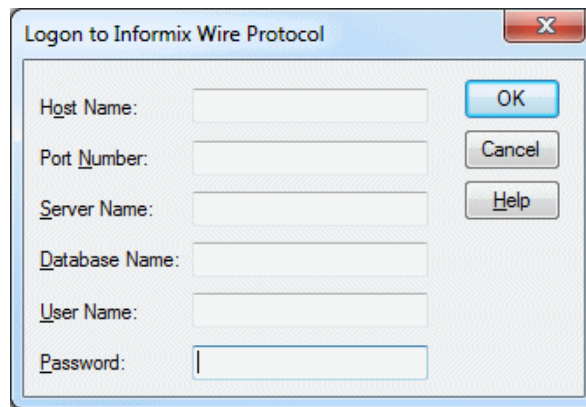 Logon to Informix Wire Protocol
Host Name:
OK
Port Number:
Cancel
Server Name:
Help
Database Name:
User Name:
Password: